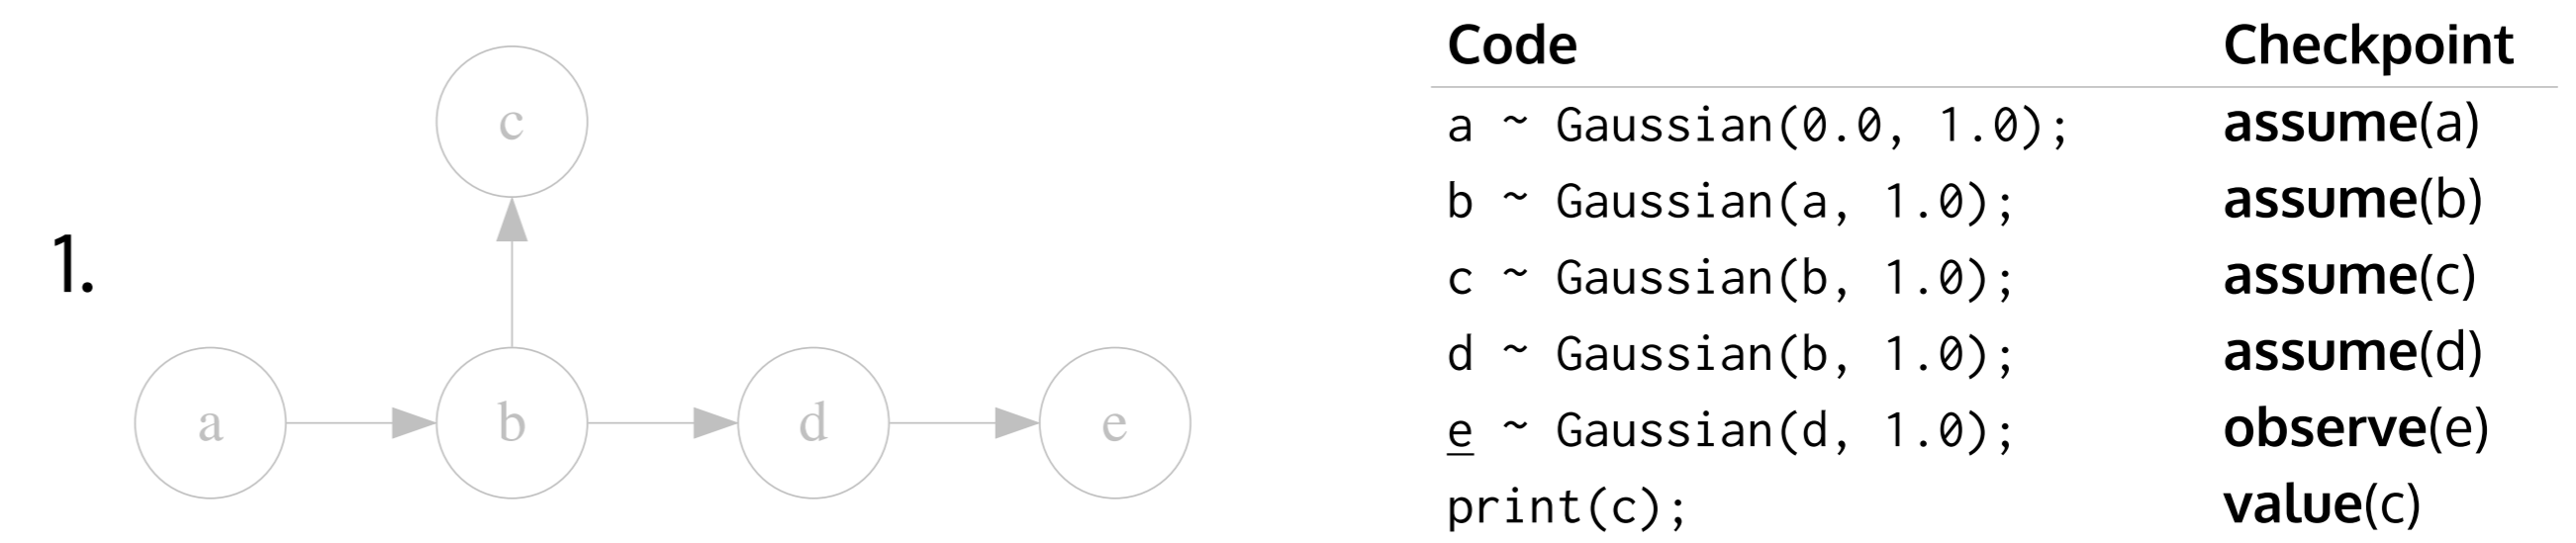 1.
c
a b d e
Code Checkpoint
a ~ Gaussian(0.0, 1.0); assume(a)
b ~ Gaussian(a, 1.0); assume(b)
c ~ Gaussian(b, 1.0); assume(c)
d ~ Gaussian(b, 1.0); assume(d)
e ~ Gaussian(d, 1.0); observe(e)
print(c); value(c)